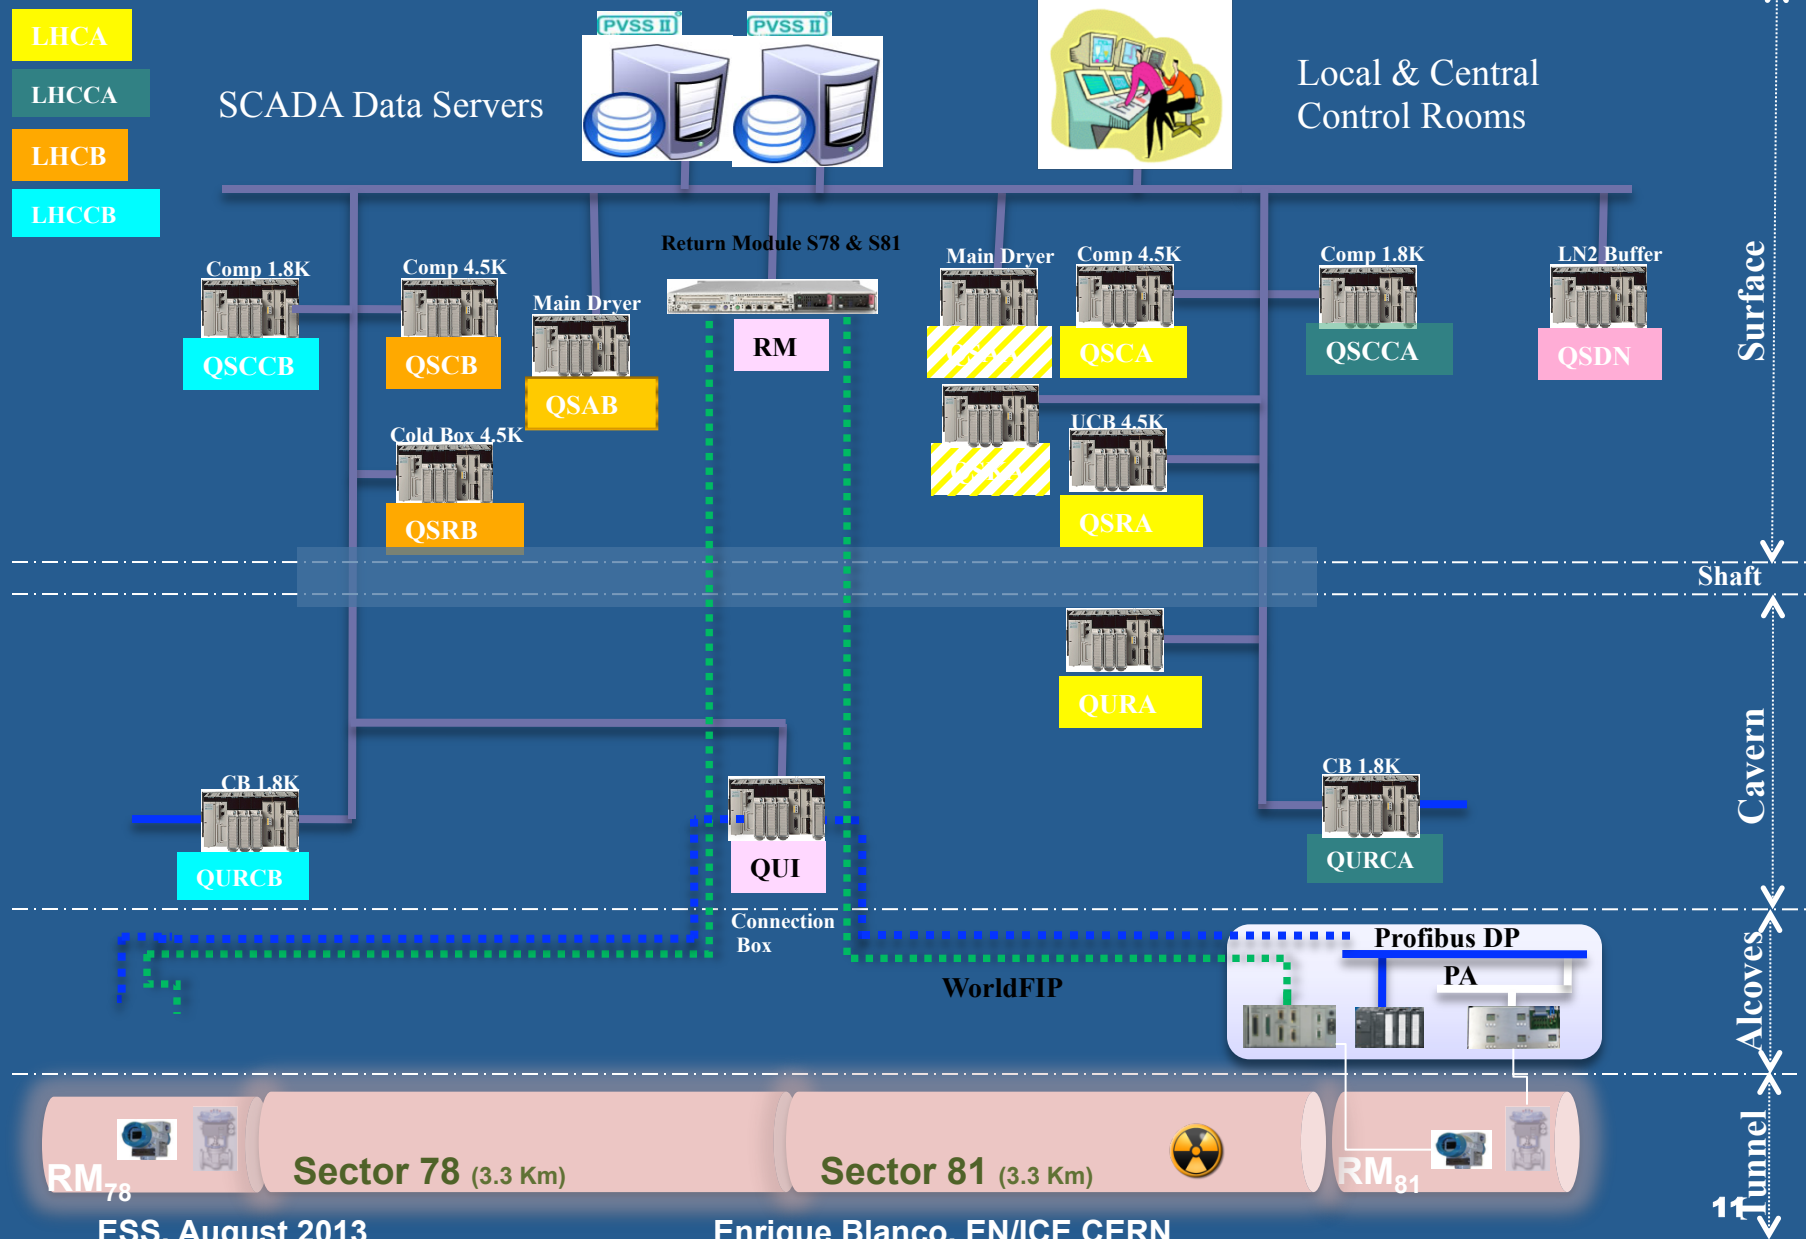 LHCA
LHCCA
LHCB
LHCCB
SCADA Data Servers
PVSS II
PVSS II
Local & Central
Control Rooms
Return Module S78 & S81
Comp 1.8K
Comp 4.5K
Main Dryer
Main Dryer
Comp 4.5K
Comp 1.8K
LN2 Buffer
QSCCB
QSCB
QSAB
RM
QSCA
QSCCA
QSDN
Cold Box 4.5K
UCB 4.5K
QSRB
QSRA
Surface
Shaft
QURA
Cavern
CB 1.8K
CB 1.8K
QURCB
QUI
QURCA
Connection
Box
WorldFIP
Profibus DP
PA
Alcoves
RM78
Sector 78 (3.3 Km)
Sector 81 (3.3 Km)
RM81
Tunnel
11
ESS, August 2013
Enrique Blanco, EN/ICE CERN